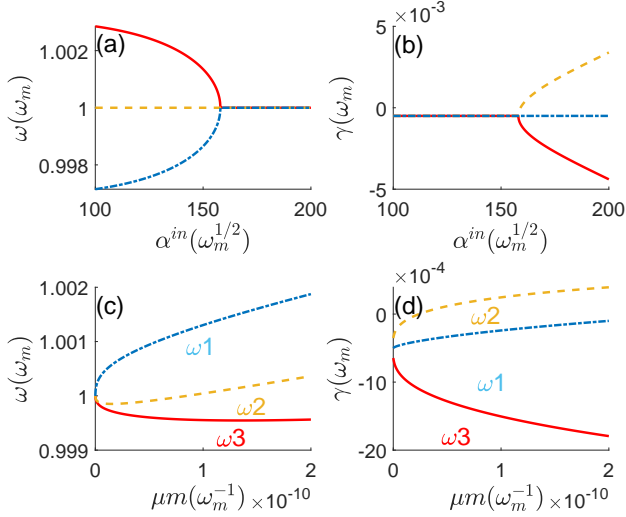 (a)
1.002
1
0.998
ω(ω_m)
100 150 200
α^{in}(ω_m^{1/2})
×10^{-3}
(b)
5
0
-5
γ(ω_m)
100 150 200
α^{in}(ω_m^{1/2})
(c)
1.002
1.001
1
0.999
ω(ω_m)
ω1
ω2
ω3
0 1 2
μm(ω_m^{-1}) ×10^{-10}
×10^{-4}
(d)
0
-10
-20
γ(ω_m)
ω2
ω1
ω3
0 1 2
μm(ω_m^{-1}) ×10^{-10}